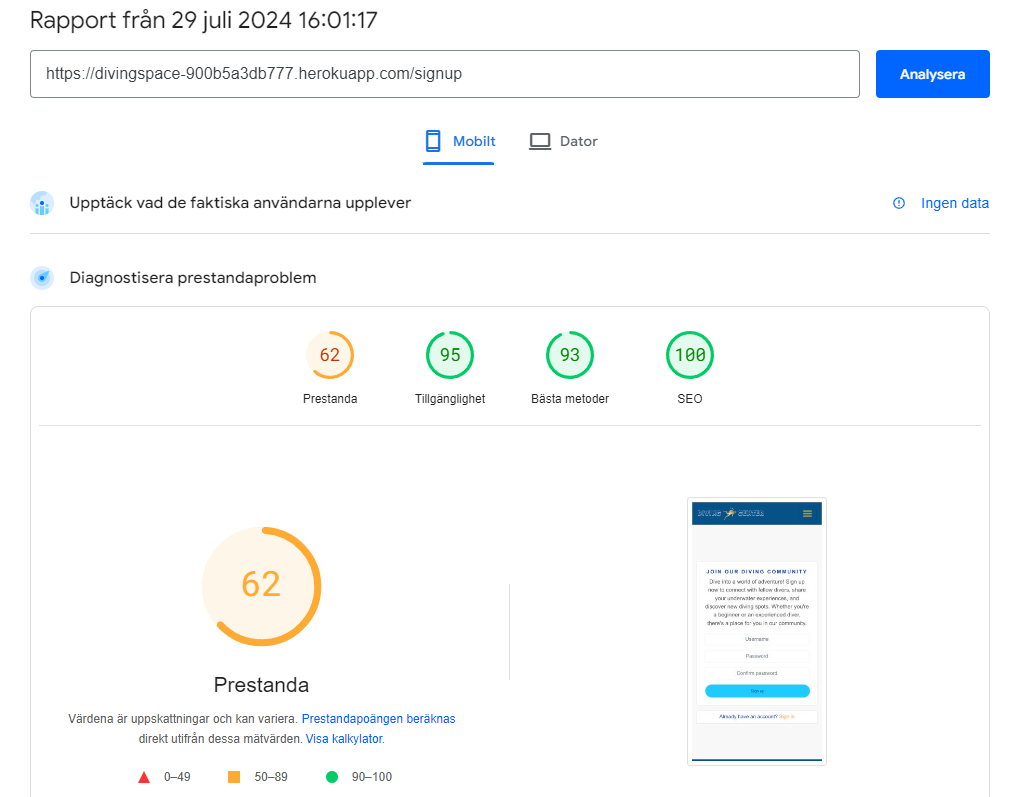 Rapport från 29 juli 2024 16:01:17
https://divingspace-900b5a3db777.herokuapp.com/signup
Analysera
Mobilt
Dator
Upptäck vad de faktiska användarna upplever
Ingen data
Diagnostisera prestandaproblem
62
95
93
100
Prestanda
Tillgänglighet
Bästa metoder
SEO
62
Prestanda
Värdena är uppskattningar och kan variera. Prestandapoängen beräknas
direkt utifrån dessa mätvärden. Visa kalkylator.
0–49
50–89
90–100
DIVING CENTER
JOIN OUR DIVING COMMUNITY
Dive into a world of adventure! Sign up
now to connect with fellow divers, share
your underwater experiences, and
discover new diving spots. Whether you're
a beginner or an experienced diver,
there's a place for you in our community.
Username
Password
Confirm password
Sign up
Already have an account? Sign in